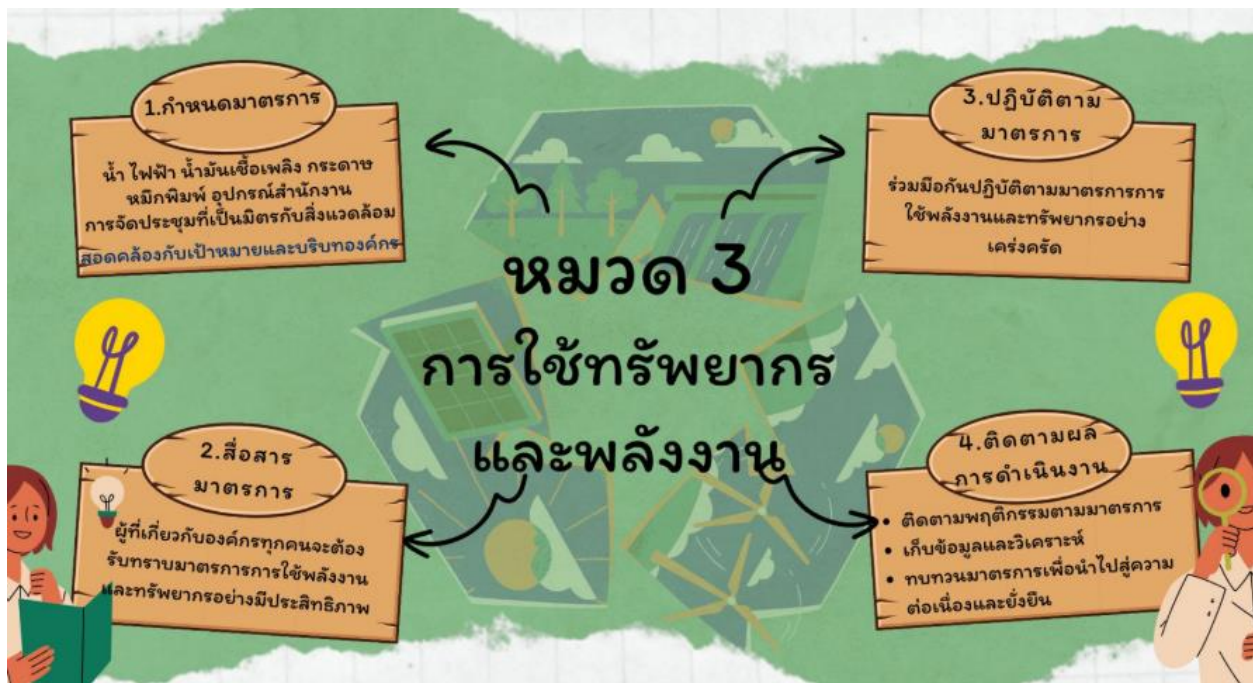 หมวด 3
การใช้ทรัพยากร
และพลังงาน
1.กำหนดมาตรการ
น้ำ ไฟฟ้า น้ำมันเชื้อเพลิง กระดาษ
หมึกพิมพ์ อุปกรณ์สำนักงาน
การจัดประชุมที่เป็นมิตรกับสิ่งแวดล้อม
สอดคล้องกับเป้าหมายและบริบทองค์กร
2.สื่อสาร
มาตรการ
ผู้ที่เกี่ยวกับองค์กรทุกคนจะต้อง
รับทราบมาตรการการใช้พลังงาน
และทรัพยากรอย่างมีประสิทธิภาพ
3.ปฏิบัติตาม
มาตรการ
ร่วมมือกันปฏิบัติตามมาตรการการ
ใช้พลังงานและทรัพยากรอย่าง
เคร่งครัด
4.ติดตามผล
การดำเนินงาน
• ติดตามพฤติกรรมตามมาตรการ
• เก็บข้อมูลและวิเคราะห์
• ทบทวนมาตรการเพื่อนำไปสู่ความ
ต่อเนื่องและยั่งยืน